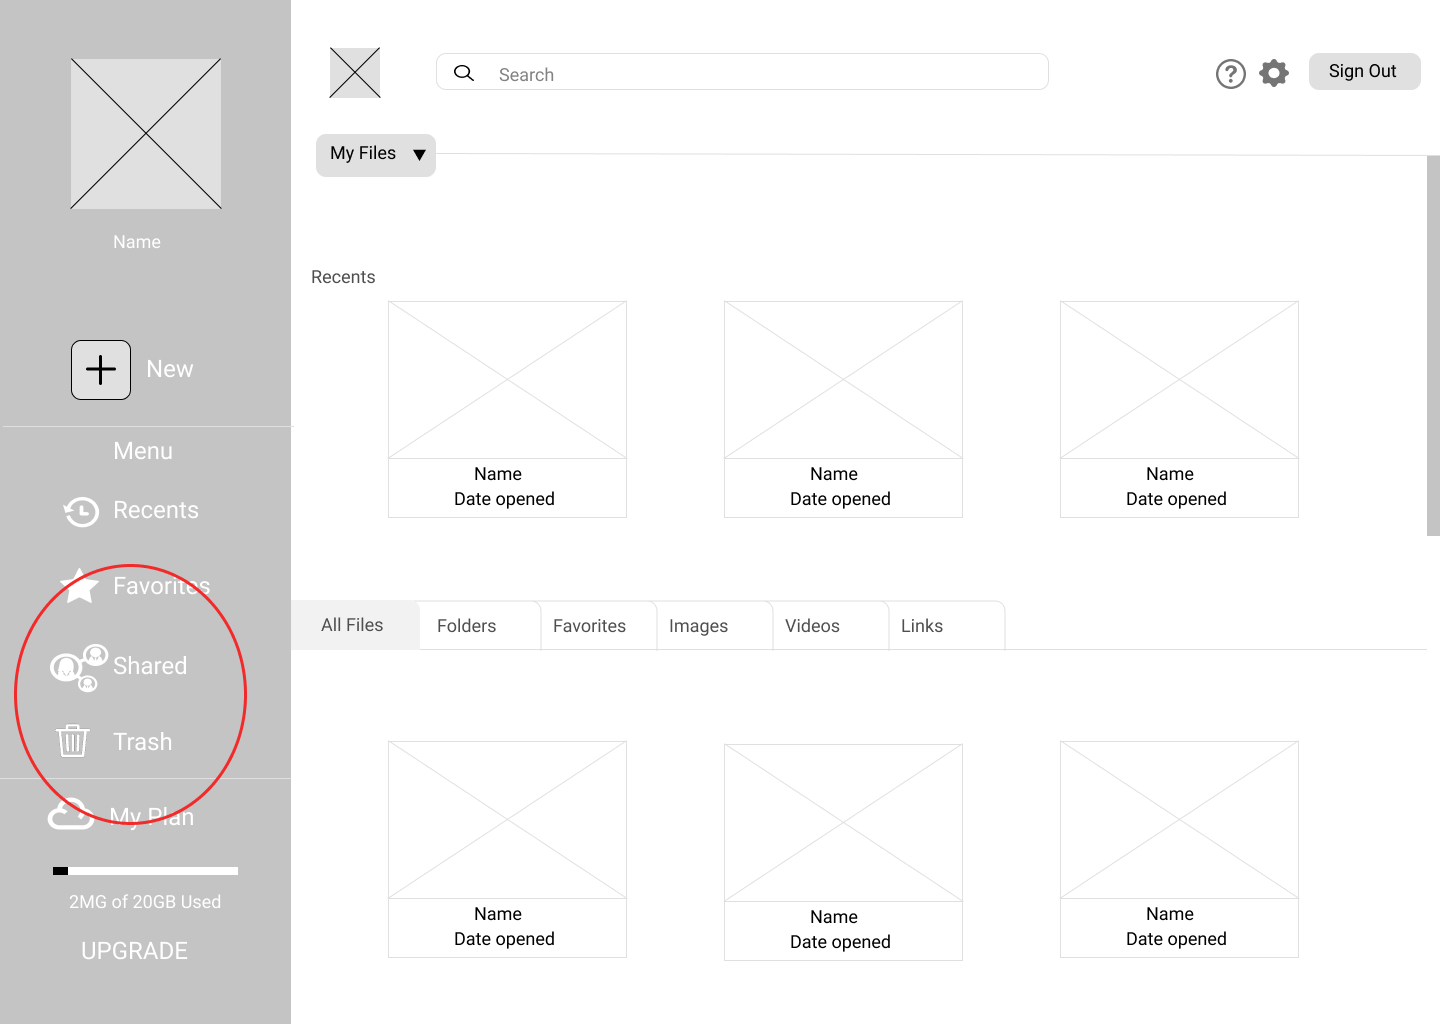 Name
New
Menu
Recents
Favorites
Shared
Trash
My Plan
2MG of 20GB Used
UPGRADE
Search
?
Sign Out
My Files ▼
Recents
Name
Date opened
Name
Date opened
Name
Date opened
All Files
Folders
Favorites
Images
Videos
Links
Name
Date opened
Name
Date opened
Name
Date opened